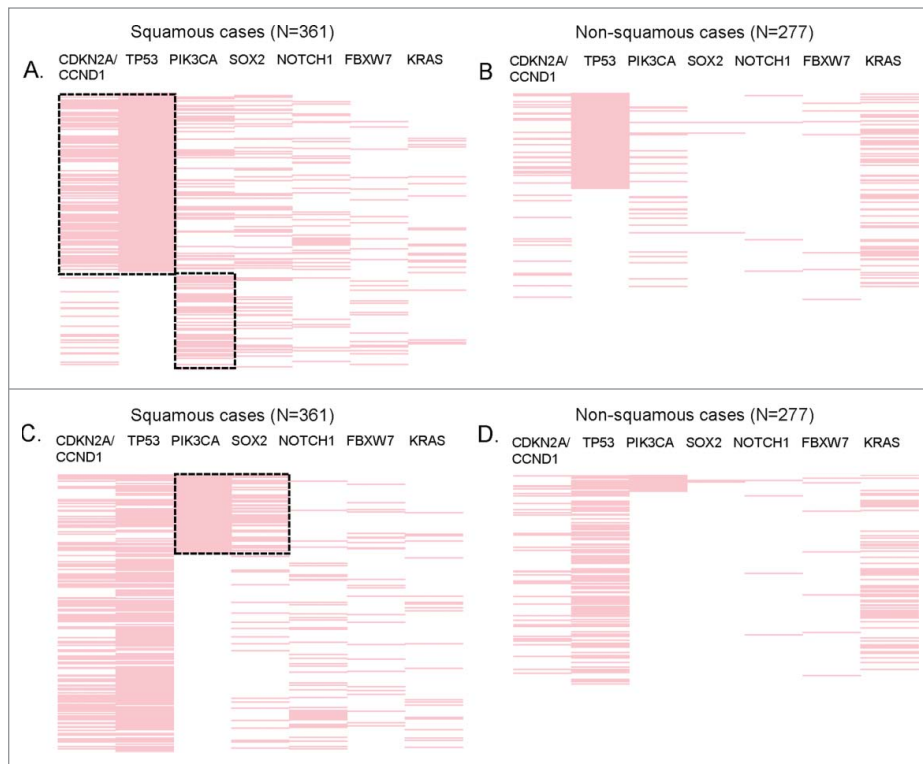 Squamous cases (N=361)
A. CDKN2A/ TP53 PIK3CA SOX2 NOTCH1 FBXW7 KRAS
CCND1
Non-squamous cases (N=277)
B. CDKN2A/ TP53 PIK3CA SOX2 NOTCH1 FBXW7 KRAS
CCND1
Squamous cases (N=361)
C. CDKN2A/ TP53 PIK3CA SOX2 NOTCH1 FBXW7 KRAS
CCND1
Non-squamous cases (N=277)
D. CDKN2A/ TP53 PIK3CA SOX2 NOTCH1 FBXW7 KRAS
CCND1